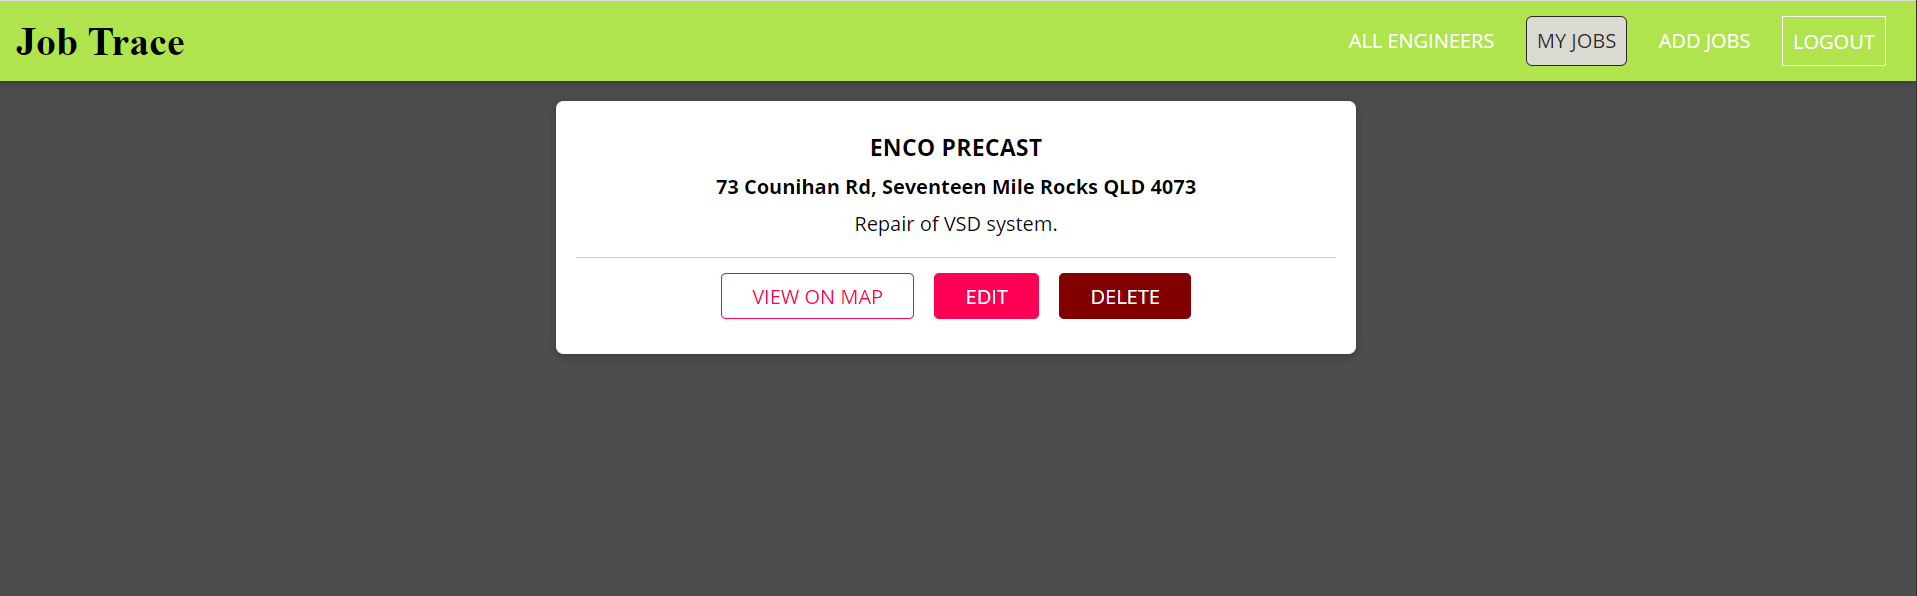 Job Trace
ALL ENGINEERS
MY JOBS
ADD JOBS
LOGOUT
ENCO PRECAST
73 Counihan Rd, Seventeen Mile Rocks QLD 4073
Repair of VSD system.
VIEW ON MAP
EDIT
DELETE